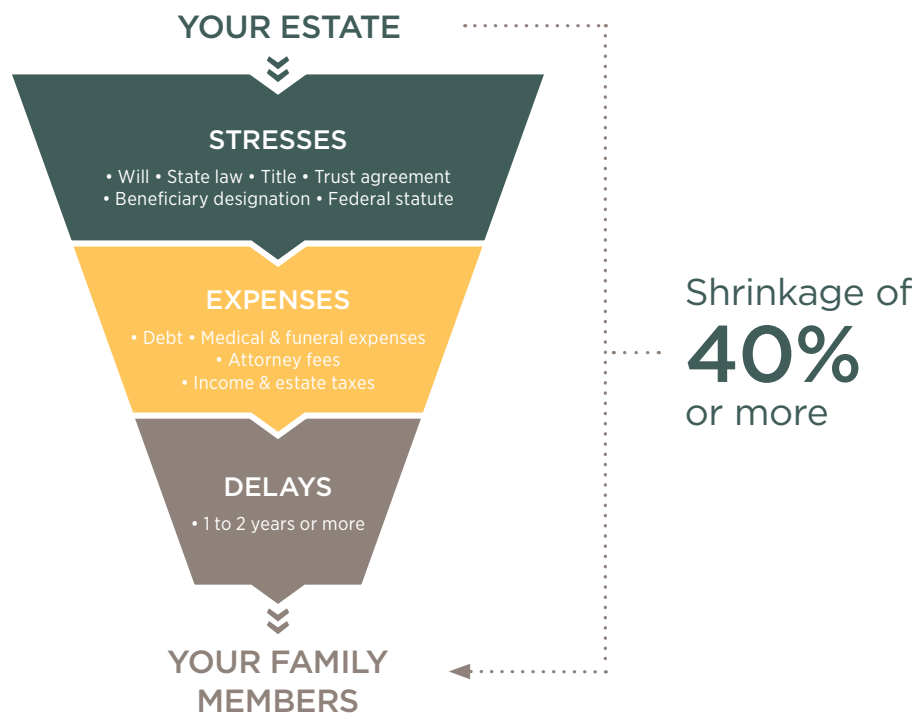 YOUR ESTATE
STRESSES
• Will • State law • Title • Trust agreement
• Beneficiary designation • Federal statute
EXPENSES
• Debt • Medical & funeral expenses
• Attorney fees
• Income & estate taxes
DELAYS
• 1 to 2 years or more
YOUR FAMILY
MEMBERS
Shrinkage of
40%
or more